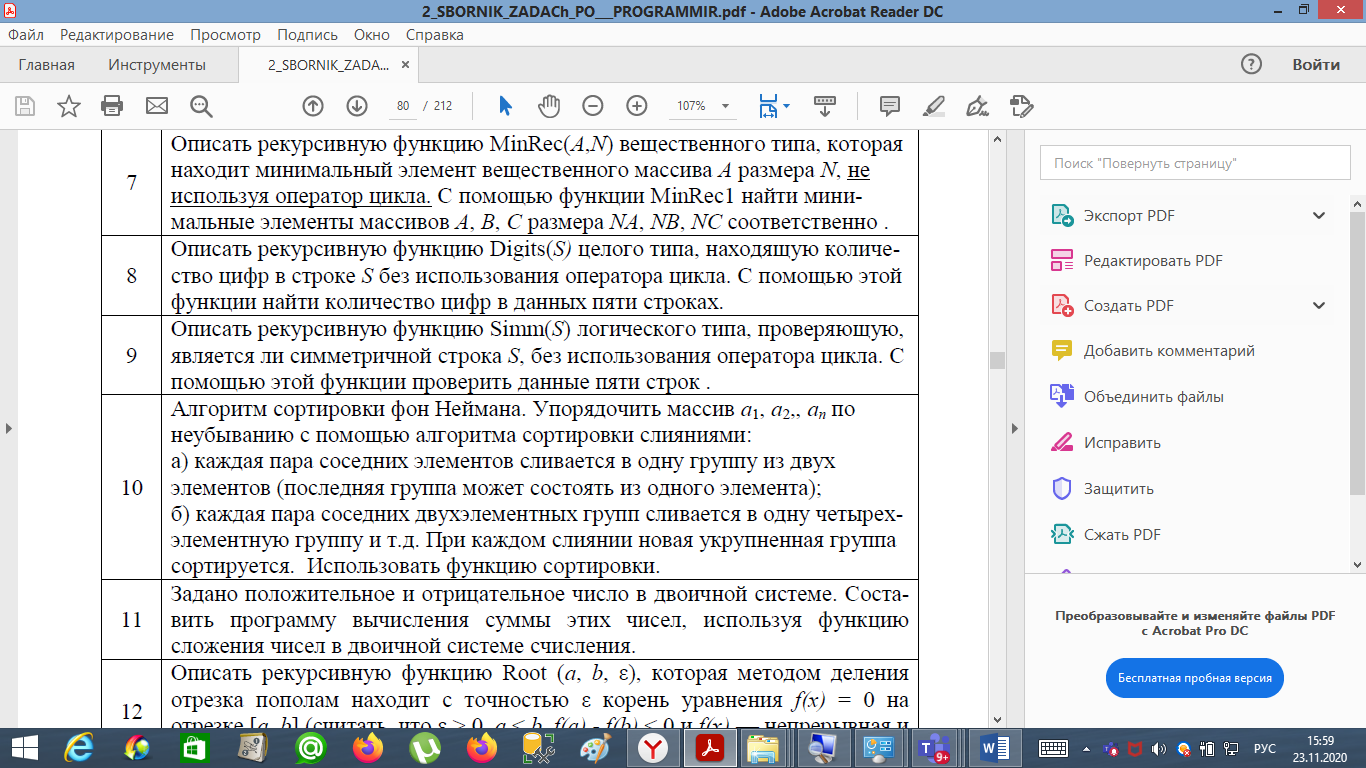 2_SBORNIK_ZADACh_PO___PROGRAMMIR.pdf - Adobe Acrobat Reader DC
Файл Редактирование Просмотр Подпись Окно Справка
Главная Инструменты 2_SBORNIK_ZADA... × Войти
80 / 212 107%
Описать рекурсивную функцию MinRec(A,N) вещественного типа, которая
находит минимальный элемент вещественного массива A размера N, не
7
используя оператор цикла. С помощью функции MinRec1 найти мини-
мальные элементы массивов A, B, C размера NA, NB, NC соответственно .
Описать рекурсивную функцию Digits(S) целого типа, находящую количе-
8
ство цифр в строке S без использования оператора цикла. С помощью этой
функции найти количество цифр в данных пяти строках.
Описать рекурсивную функцию Simm(S) логического типа, проверяющую,
9
является ли симметричной строка S, без использования оператора цикла. С
помощью этой функции проверить данные пяти строк .
Алгоритм сортировки фон Неймана. Упорядочить массив a1, a2,, an по
неубыванию с помощью алгоритма сортировки слияниями:
а) каждая пара соседних элементов сливается в одну группу из двух
10
элементов (последняя группа может состоять из одного элемента);
б) каждая пара соседних двухэлементных групп сливается в одну четырех-
элементную группу и т.д. При каждом слиянии новая укрупненная группа
сортируется. Использовать функцию сортировки.
Задано положительное и отрицательное число в двоичной системе. Соста-
11
вить программу вычисления суммы этих чисел, используя функцию
сложения чисел в двоичной системе счисления.
Описать рекурсивную функцию Root (a, b, ε), которая методом деления
12
отрезка пополам находит с точностью ε корень уравнения f(x) = 0 на
отрезке [a, b] (считать, что ε > 0, a < b, f(a) - f(b) < 0 и f(x) — непрерывная и
Поиск "Повернуть страницу"
Экспорт PDF
Редактировать PDF
Создать PDF
Добавить комментарий
Объединить файлы
Исправить
Защитить
Сжать PDF
Преобразовывайте и изменяйте файлы PDF
с Acrobat Pro DC
Бесплатная пробная версия
9+
РУС
15:59
23.11.2020